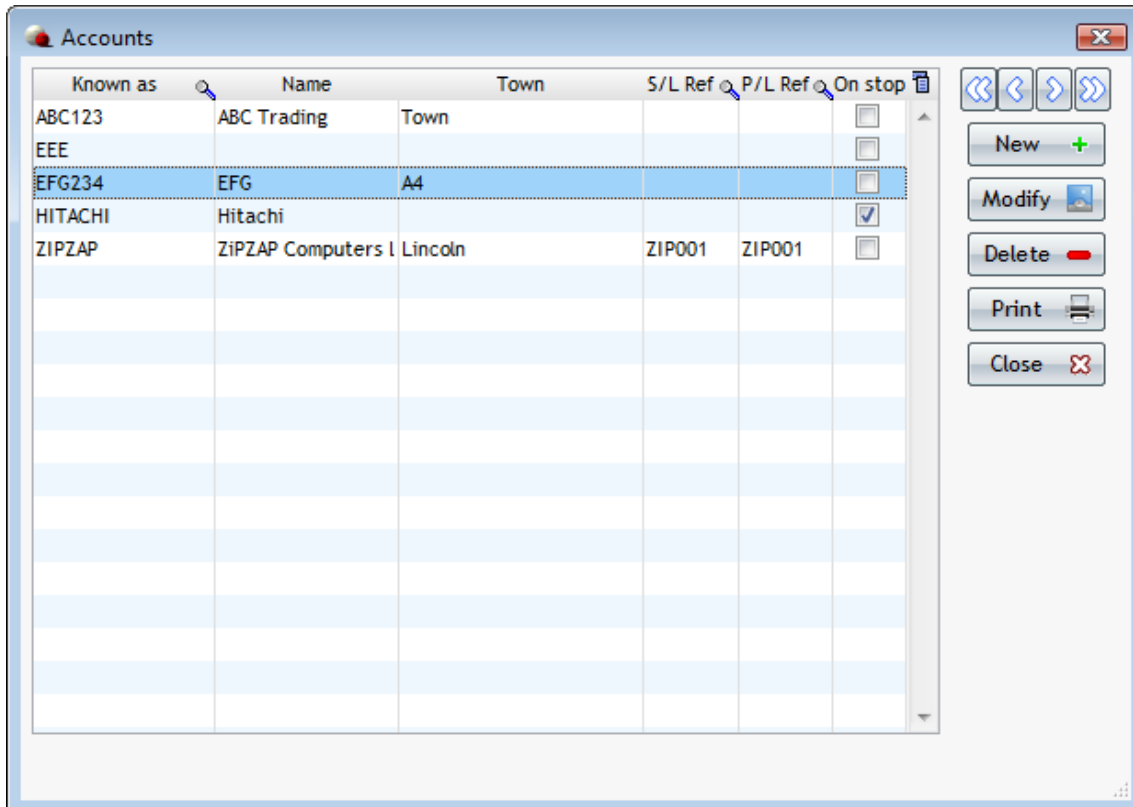 Accounts
Known as Name Town S/L Ref P/L Ref On stop
ABC123 ABC Trading Town
EEE
EFG234 EFG A4
HITACHI Hitachi
ZIPZAP ZiPZAP Computers l Lincoln ZIP001 ZIP001
New
Modify
Delete
Print
Close